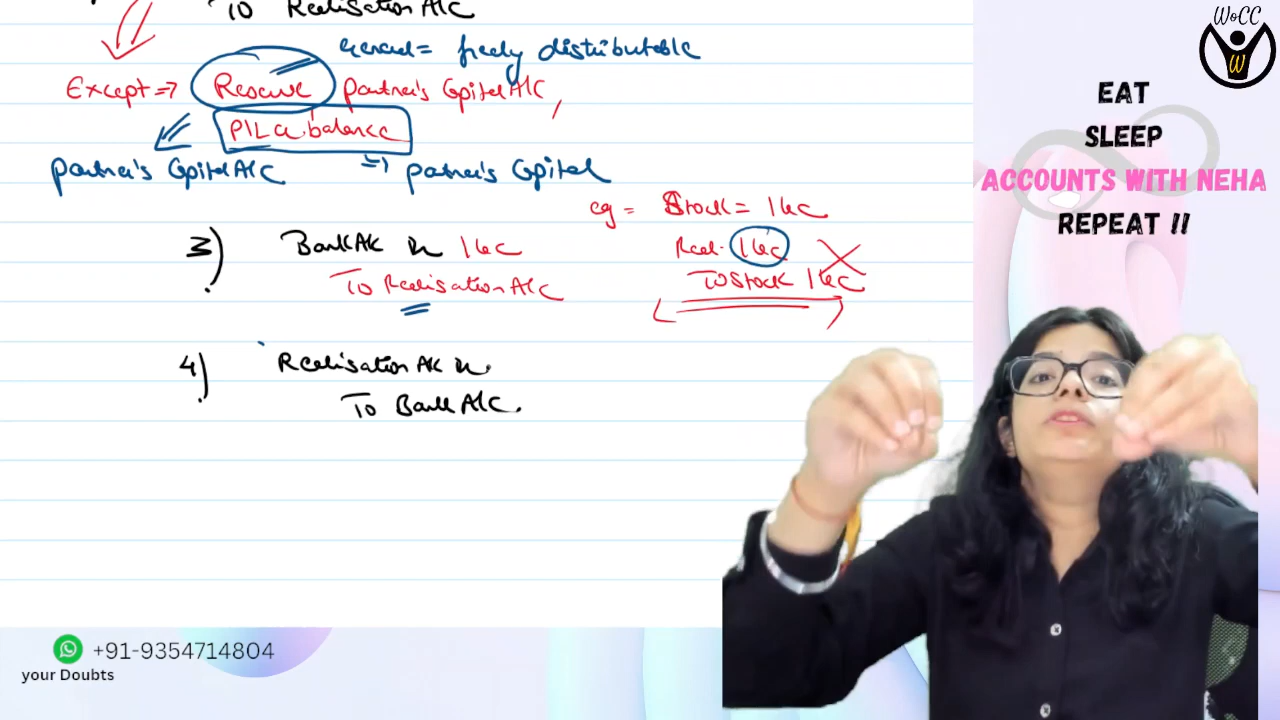 To Realisation A/C
General = freely distributable
Except => Reserve partner's Capital A/C,
P/L a. balance
partner's Capital A/C => partner's Capital
eg = Stock = 1 lac
3) Bank A/c Dr 1 lac
Real. 1 lac
To Realisation A/C
To Stock 1 lac
4) Realisation A/c Dr.
To Bank A/C.
WoCC
W
EAT
SLEEP
ACCOUNTS WITH NEHA
REPEAT !!
+91-9354714804
your Doubts